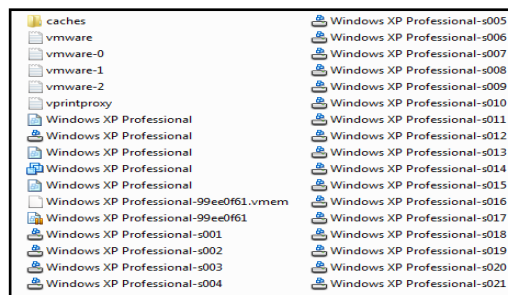 caches
vmware
vmware-0
vmware-1
vmware-2
vprintproxy
Windows XP Professional
Windows XP Professional
Windows XP Professional
Windows XP Professional
Windows XP Professional
Windows XP Professional-99ee0f61.vmem
Windows XP Professional-99ee0f61
Windows XP Professional-s001
Windows XP Professional-s002
Windows XP Professional-s003
Windows XP Professional-s004
Windows XP Professional-s005
Windows XP Professional-s006
Windows XP Professional-s007
Windows XP Professional-s008
Windows XP Professional-s009
Windows XP Professional-s010
Windows XP Professional-s011
Windows XP Professional-s012
Windows XP Professional-s013
Windows XP Professional-s014
Windows XP Professional-s015
Windows XP Professional-s016
Windows XP Professional-s017
Windows XP Professional-s018
Windows XP Professional-s019
Windows XP Professional-s020
Windows XP Professional-s021